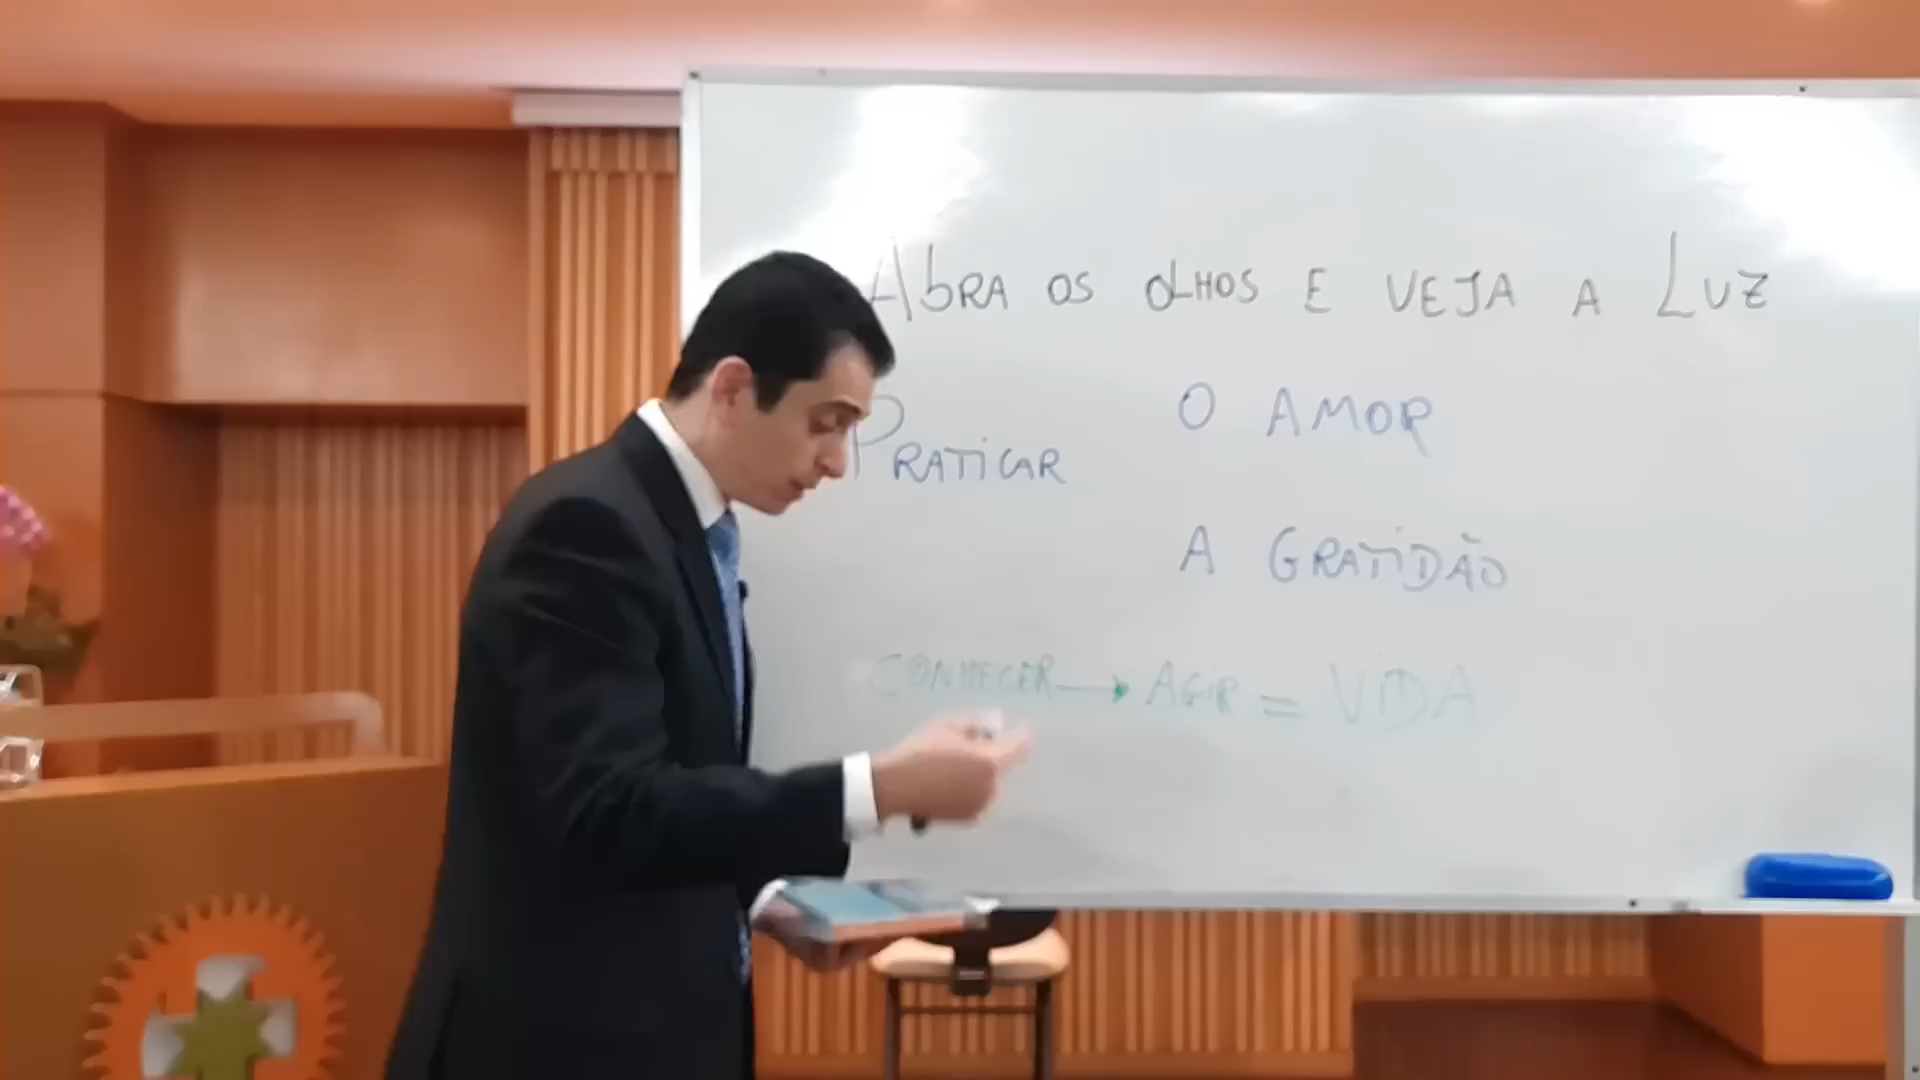 Abra os olhos e veja a Luz
Praticar
o amor
a gratidão
conhecer → agir = vida